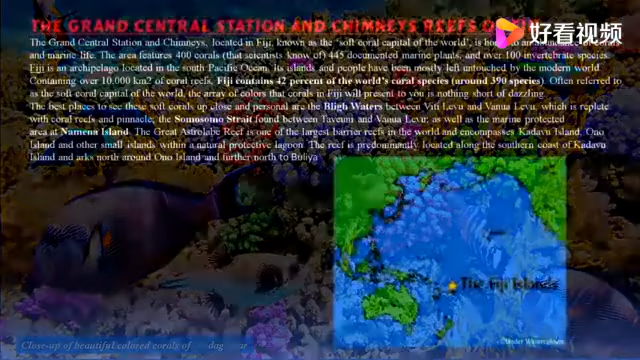 THE GRAND CENTRAL STATION AND CHIMNEYS REEFS OF
好看视频
The Grand Central Station and Chimneys, located in Fiji, known as the "soft coral capital of the world", is home to an abundance of corals
and marine life. The area features 400 corals (that scientists know of) 445 documented marine plants, and over 100 invertebrate species.
Fiji is an archipelago located in the south Pacific Ocean, its islands and people have been mostly left untouched by the modern world.
Containing over 10,000 km2 of coral reefs, Fiji contains 42 percent of the world's coral species (around 390 species). Often referred to
as the soft coral capital of the world, the array of colors that corals in Fiji will present to you is nothing short of dazzling.
The best places to see these soft corals up close and personal are the Bligh Waters between Viti Levu and Vanua Levu, which is replete
with coral reefs and pinnacle, the Somosomo Strait found between Taveuni and Vanua Levur, as well as the marine protected
area at Namena Island. The Great Astrolabe Reef is one of the largest barrier reefs in the world and encompasses Kadavu Island, Ono
Island and other small islands within a natural protective lagoon. The reef is predominantly located along the southern coast of Kadavu
Island and arks north around Ono Island and further north to Buliya
The Fiji Islands
©Under Watercolours
Close-up of beautiful colored corals of